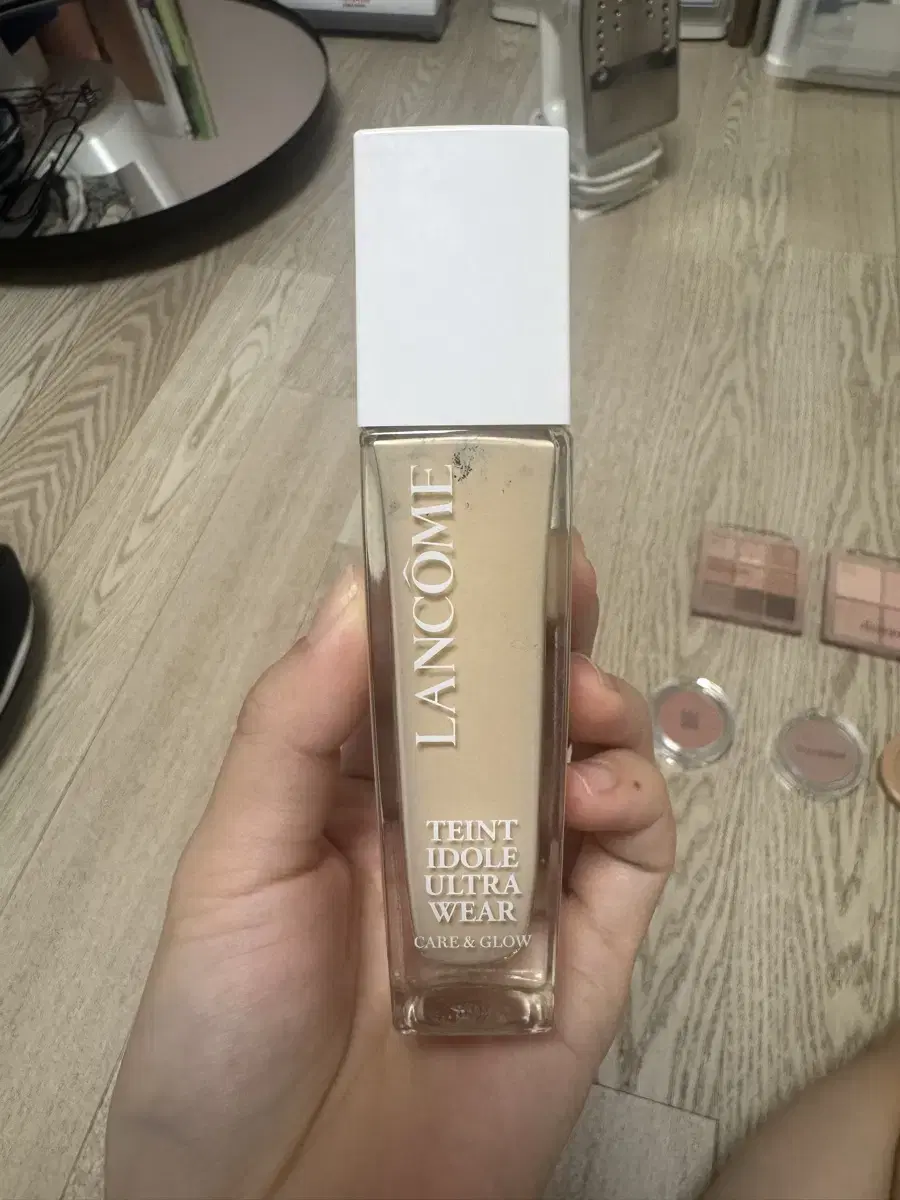 LANCÔME
TEINT
IDOLE
ULTRA
WEAR
CARE & GLOW